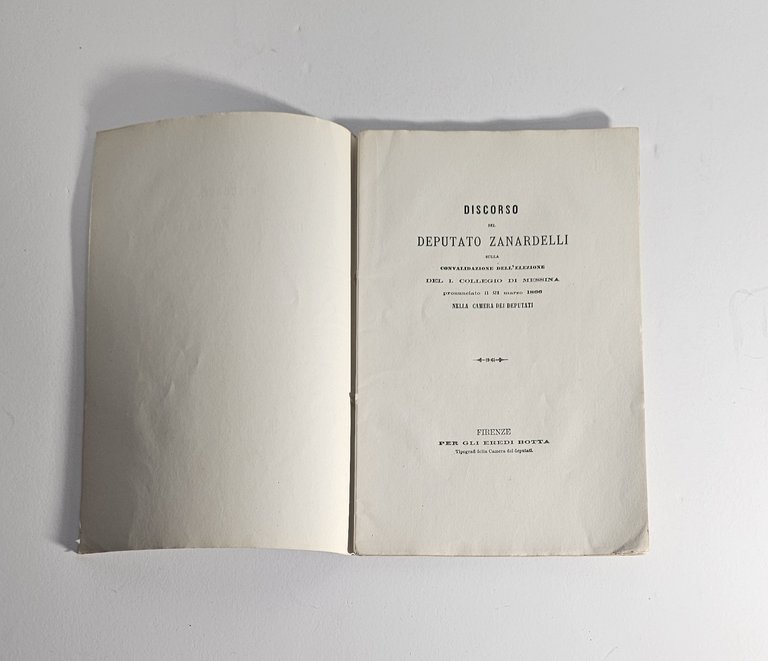 DISCORSO
DEL
DEPUTATO ZANARDELLI
SULLA
CONVALIDAZIONE DELL'ELEZIONE
DEL I. COLLEGIO DI MESSINA
pronunciato il 21 marzo 1866
NELLA CAMERA DEI DEPUTATI
FIRENZE
PER GLI EREDI BOTTA
Tipografi della Camera dei deputati.